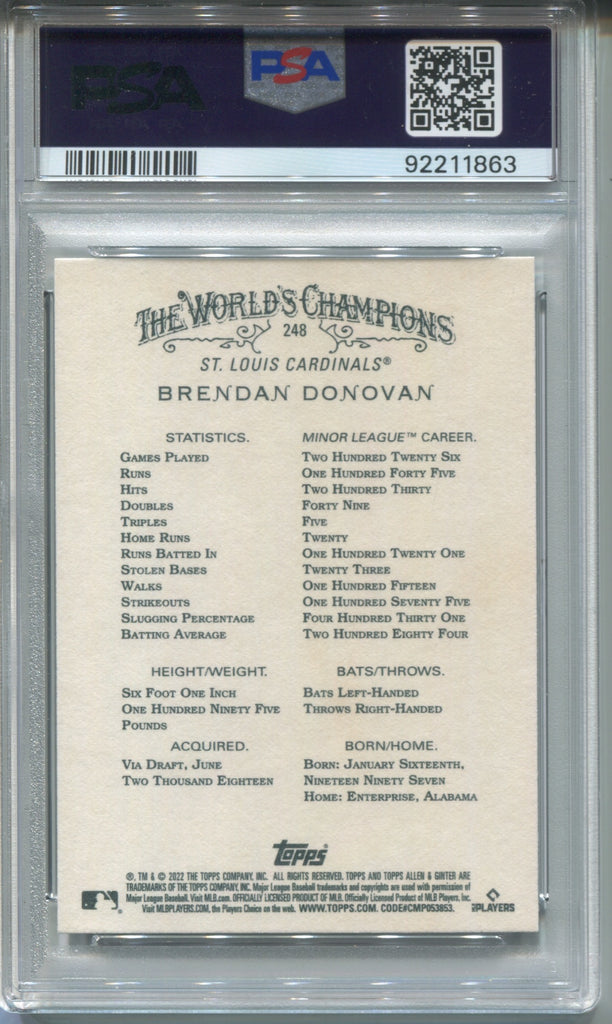 PSA
PSA
92211863
THE WORLD'S CHAMPIONS
248
ST. LOUIS CARDINALS®
BRENDAN DONOVAN
STATISTICS. MINOR LEAGUE™ CAREER.
GAMES PLAYED TWO HUNDRED TWENTY SIX
RUNS ONE HUNDRED FORTY FIVE
HITS TWO HUNDRED THIRTY
DOUBLES FORTY NINE
TRIPLES FIVE
HOME RUNS TWENTY
RUNS BATTED IN ONE HUNDRED TWENTY ONE
STOLEN BASES TWENTY THREE
WALKS ONE HUNDRED FIFTEEN
STRIKEOUTS ONE HUNDRED SEVENTY FIVE
SLUGGING PERCENTAGE FOUR HUNDRED THIRTY ONE
BATTING AVERAGE TWO HUNDRED EIGHTY FOUR
HEIGHT/WEIGHT.
SIX FOOT ONE INCH
ONE HUNDRED NINETY FIVE
POUNDS
BATS/THROWS.
BATS LEFT-HANDED
THROWS RIGHT-HANDED
ACQUIRED.
VIA DRAFT, JUNE
TWO THOUSAND EIGHTEEN
BORN/HOME.
BORN: JANUARY SIXTEENTH,
NINETEEN NINETY SEVEN
HOME: ENTERPRISE, ALABAMA
TOPPS®
®, TM & © 2022 THE TOPPS COMPANY, INC. ALL RIGHTS RESERVED. TOPPS AND TOPPS ALLEN & GINTER ARE
TRADEMARKS OF THE TOPPS COMPANY, INC. Major League Baseball trademarks and copyrights are used with permission of
Major League Baseball. Visit MLB.com. OFFICIALLY LICENSED PRODUCT OF MLB. Officially Licensed Product of MLB Players, Inc.
Visit MLBPLAYERS.COM, the Players Choice on the web. WWW.TOPPS.COM. CODE#CMP053853.
PLAYERS